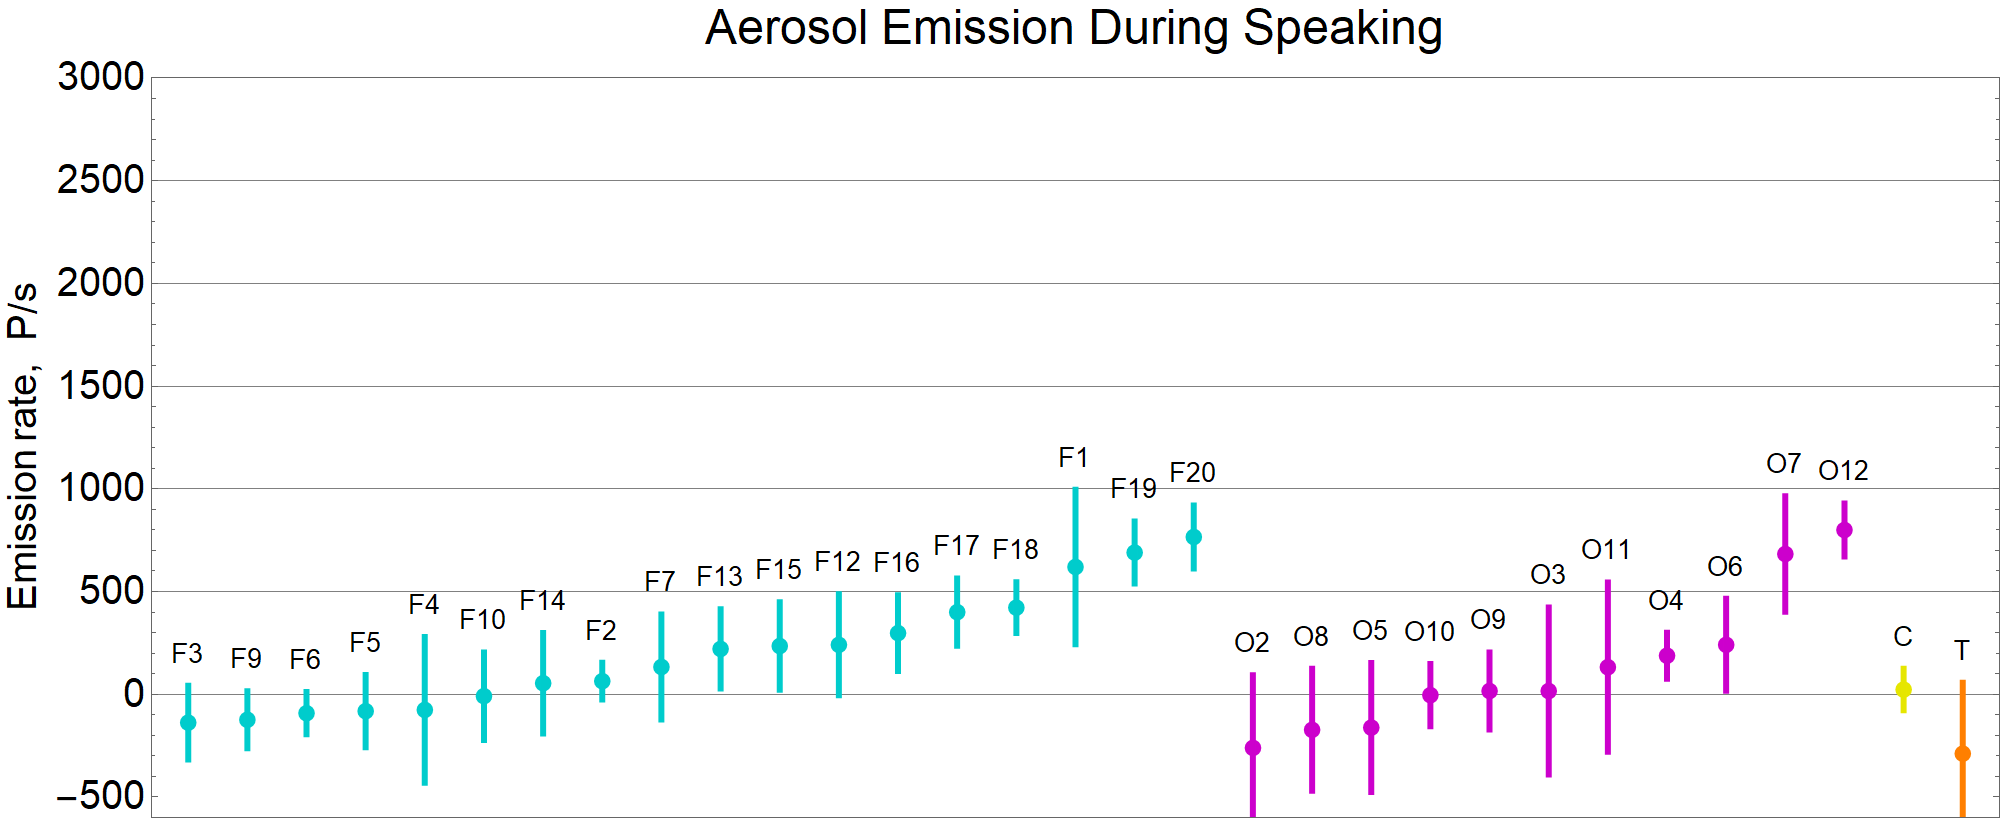 Aerosol Emission During Speaking
3000
2500
2000
1500
1000
500
0
−500
Emission rate, P/s
F3 F9 F6 F5 F4 F10 F14 F2 F7 F13 F15 F12 F16 F17 F18 F1 F19 F20 O2 O8 O5 O10 O9 O3 O11 O4 O6 O7 O12 C T